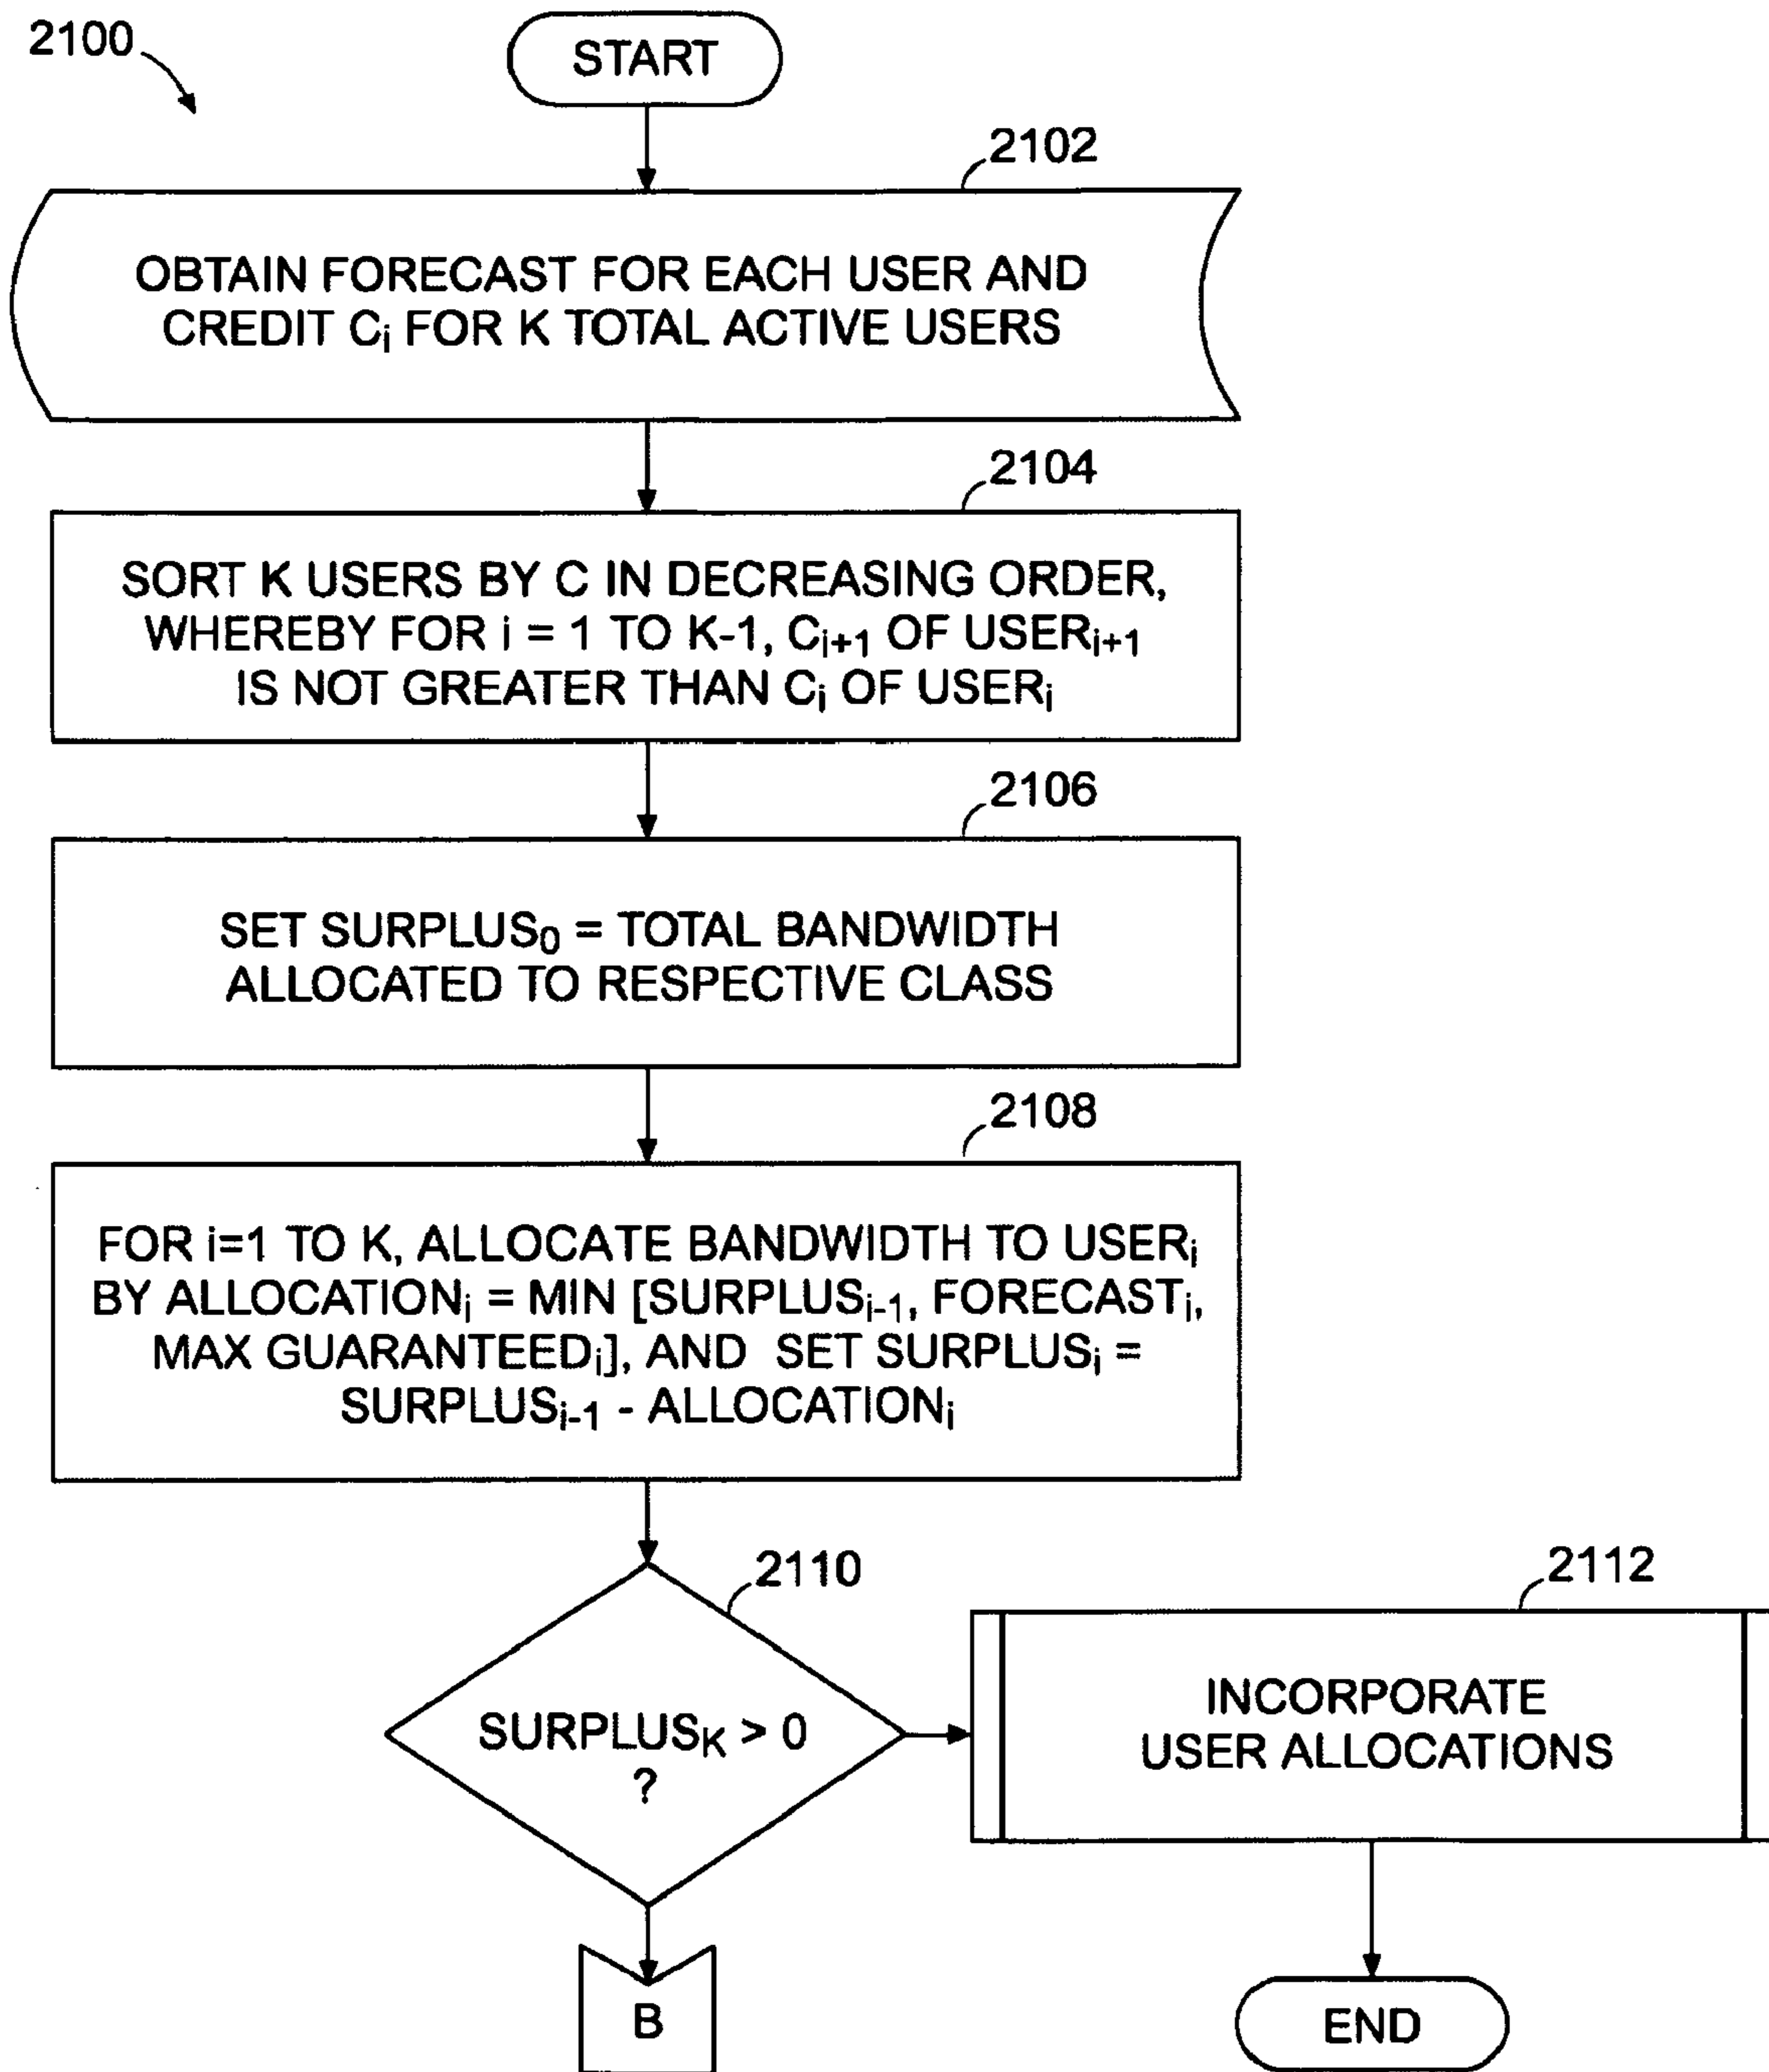 2100
START
2102
OBTAIN FORECAST FOR EACH USER AND
CREDIT Cᵢ FOR K TOTAL ACTIVE USERS
2104
SORT K USERS BY C IN DECREASING ORDER,
WHEREBY FOR i = 1 TO K-1, Cᵢ₊₁ OF USERᵢ₊₁
IS NOT GREATER THAN Cᵢ OF USERᵢ
2106
SET SURPLUS₀ = TOTAL BANDWIDTH
ALLOCATED TO RESPECTIVE CLASS
2108
FOR i=1 TO K, ALLOCATE BANDWIDTH TO USERᵢ
BY ALLOCATIONᵢ = MIN [SURPLUSᵢ₋₁, FORECASTᵢ,
MAX GUARANTEEDᵢ], AND SET SURPLUSᵢ =
SURPLUSᵢ₋₁ - ALLOCATIONᵢ
2110
SURPLUS_K > 0
?
2112
INCORPORATE
USER ALLOCATIONS
B
END